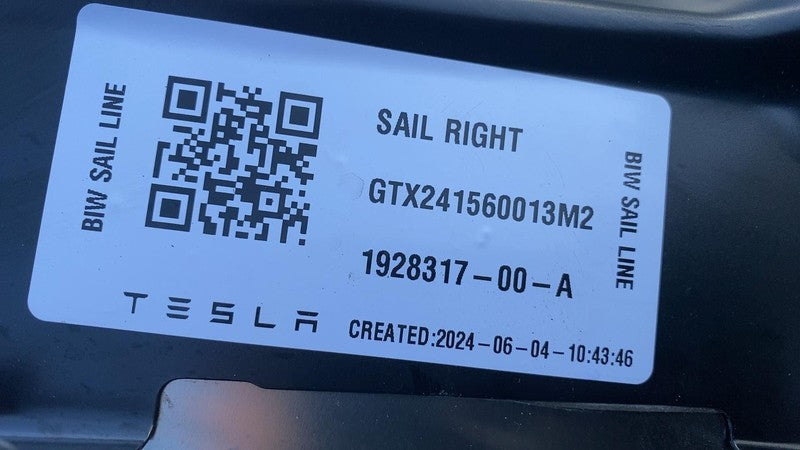 BIW SAIL LINE
SAIL RIGHT
GTX241560013M2
1928317-00-A
TESLA
CREATED:2024-06-04-10:43:46
BIW SAIL LINE